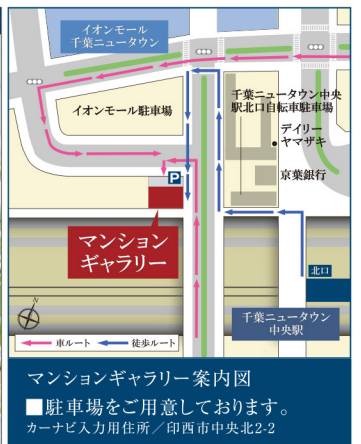 イオンモール
千葉ニュータウン
イオンモール駐車場
千葉ニュータウン中央
駅北口自転車駐車場
デイリー
ヤマザキ
京葉銀行
P
マンション
ギャラリー
北口
千葉ニュータウン
中央駅
N
車ルート 徒歩ルート
マンションギャラリー案内図
■駐車場をご用意しております。
カーナビ入力用住所／印西市中央北2-2